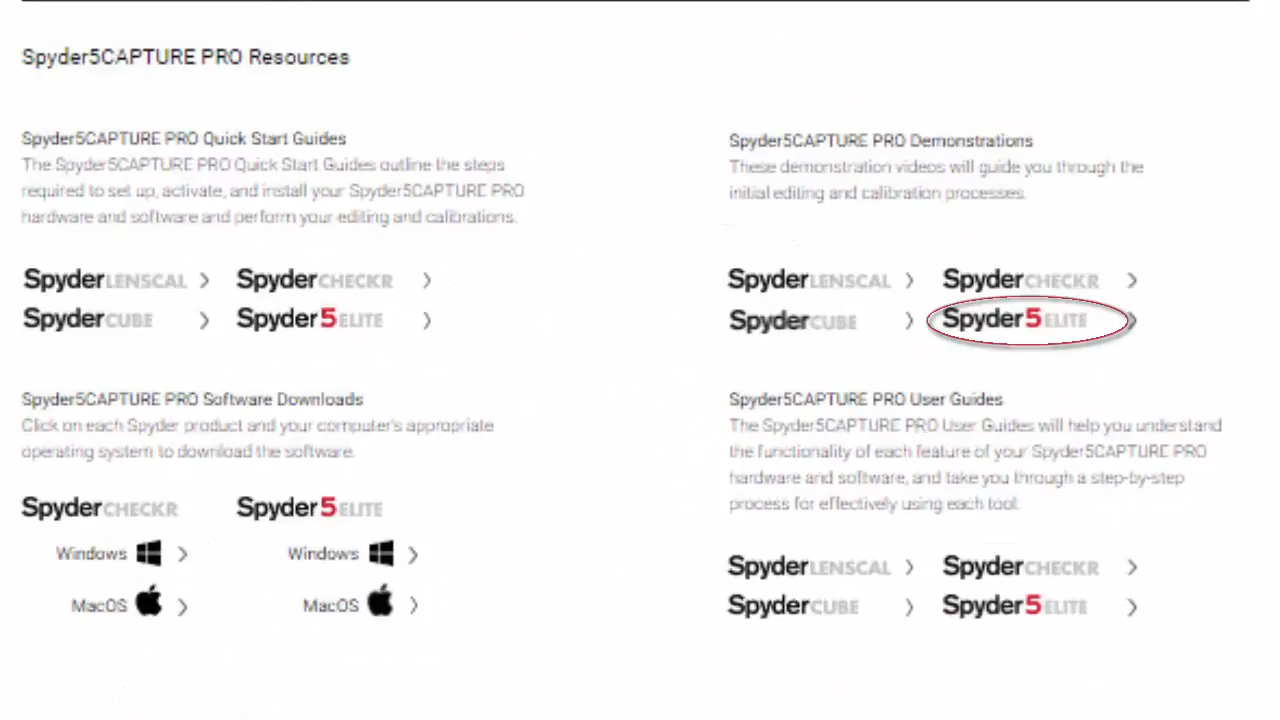 Spyder5CAPTURE PRO Resources
Spyder5CAPTURE PRO Quick Start Guides
The Spyder5CAPTURE PRO Quick Start Guides outline the steps
required to set up, activate, and install your Spyder5CAPTURE PRO
hardware and software and perform your editing and calibrations.
SpyderLENSCAL > SpyderCHECKR >
SpyderCUBE > Spyder5ELITE >
Spyder5CAPTURE PRO Demonstrations
These demonstration videos will guide you through the
initial editing and calibration processes.
SpyderLENSCAL > SpyderCHECKR >
SpyderCUBE > Spyder5ELITE >
Spyder5CAPTURE PRO Software Downloads
Click on each Spyder product and your computer's appropriate
operating system to download the software.
SpyderCHECKR Spyder5ELITE
Windows > Windows >
MacOS > MacOS >
Spyder5CAPTURE PRO User Guides
The Spyder5CAPTURE PRO User Guides will help you understand
the functionality of each feature of your Spyder5CAPTURE PRO
hardware and software, and take you through a step-by-step
process for effectively using each tool.
SpyderLENSCAL > SpyderCHECKR >
SpyderCUBE > Spyder5ELITE >